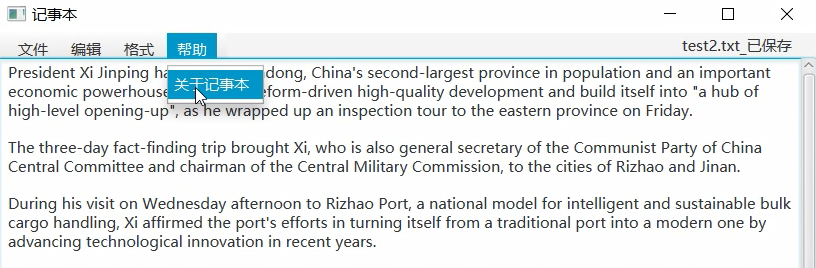 记事本
文件 编辑 格式 帮助 test2.txt_已保存
关于记事本
President Xi Jinping ha dong, China's second-largest province in population and an important
economic powerhouse eform-driven high-quality development and build itself into "a hub of
high-level opening-up", as he wrapped up an inspection tour to the eastern province on Friday.
The three-day fact-finding trip brought Xi, who is also general secretary of the Communist Party of China
Central Committee and chairman of the Central Military Commission, to the cities of Rizhao and Jinan.
During his visit on Wednesday afternoon to Rizhao Port, a national model for intelligent and sustainable bulk
cargo handling, Xi affirmed the port's efforts in turning itself from a traditional port into a modern one by
advancing technological innovation in recent years.